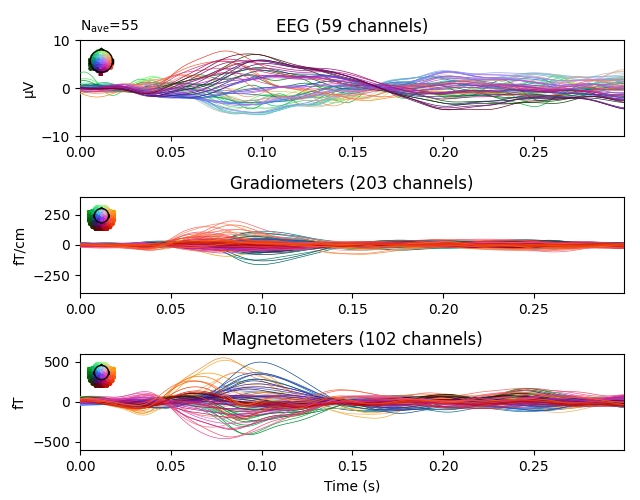 Nave=55
EEG (59 channels)
10
0
−10
µV
0.00 0.05 0.10 0.15 0.20 0.25
Gradiometers (203 channels)
250
0
−250
fT/cm
0.00 0.05 0.10 0.15 0.20 0.25
Magnetometers (102 channels)
500
0
−500
fT
0.00 0.05 0.10 0.15 0.20 0.25
Time (s)